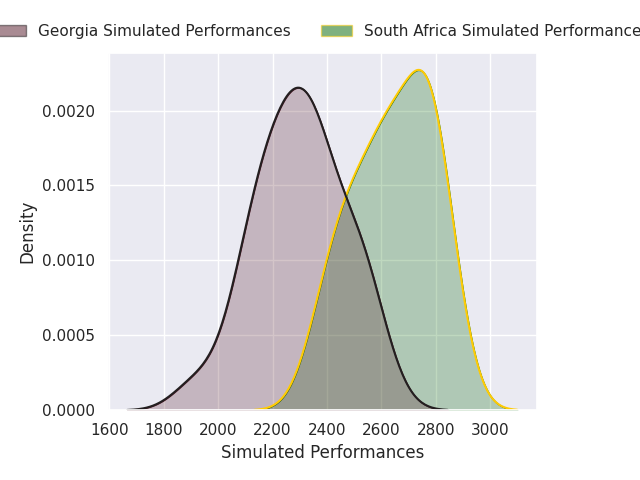 Georgia Simulated Performances
South Africa Simulated Performance
0.0020
0.0015
0.0010
0.0005
0.0000
Density
1600 1800 2000 2200 2400 2600 2800 3000
Simulated Performances